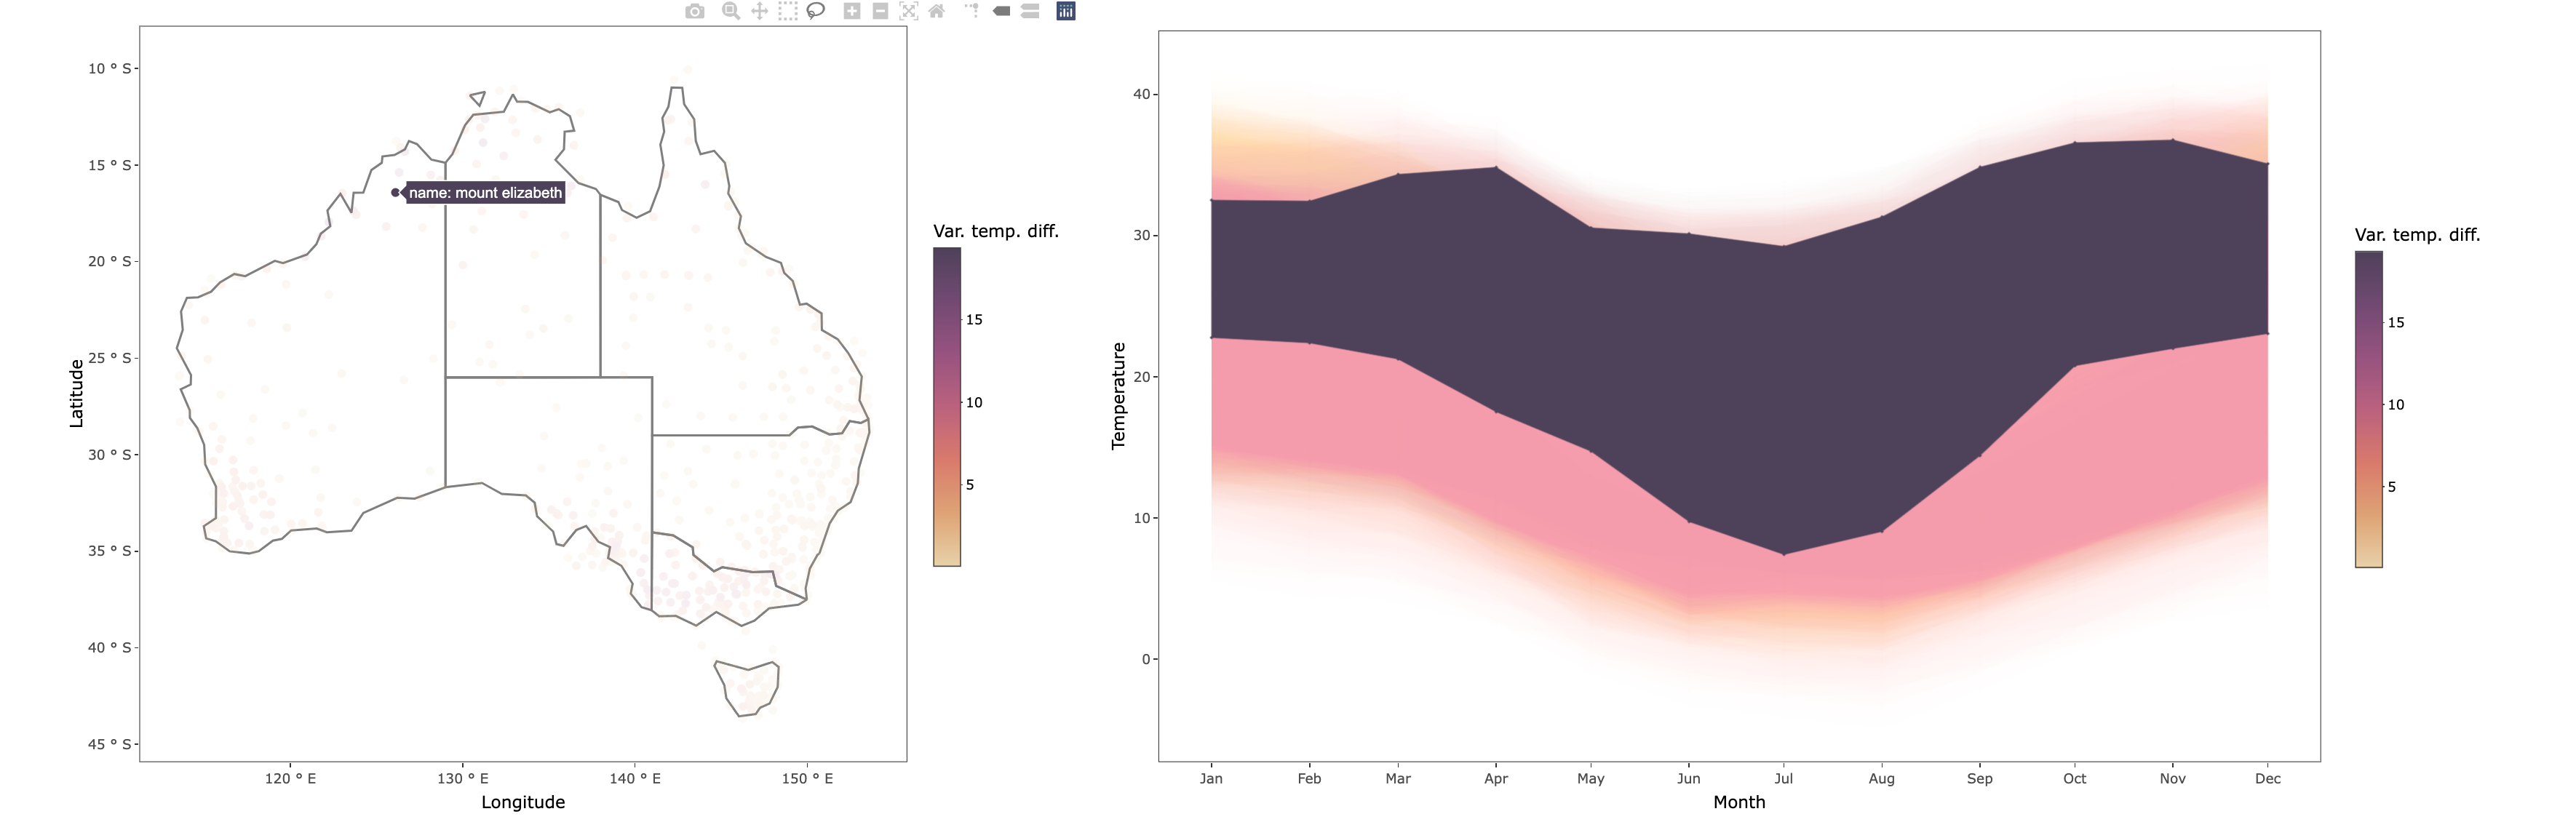 10 ° S
15 ° S
20 ° S
25 ° S
30 ° S
35 ° S
40 ° S
45 ° S
Latitude
name: mount elizabeth
120 ° E
130 ° E
140 ° E
150 ° E
Longitude
Var. temp. diff.
15
10
5
40
30
20
10
0
Temperature
Jan
Feb
Mar
Apr
May
Jun
Jul
Aug
Sep
Oct
Nov
Dec
Month
Var. temp. diff.
15
10
5